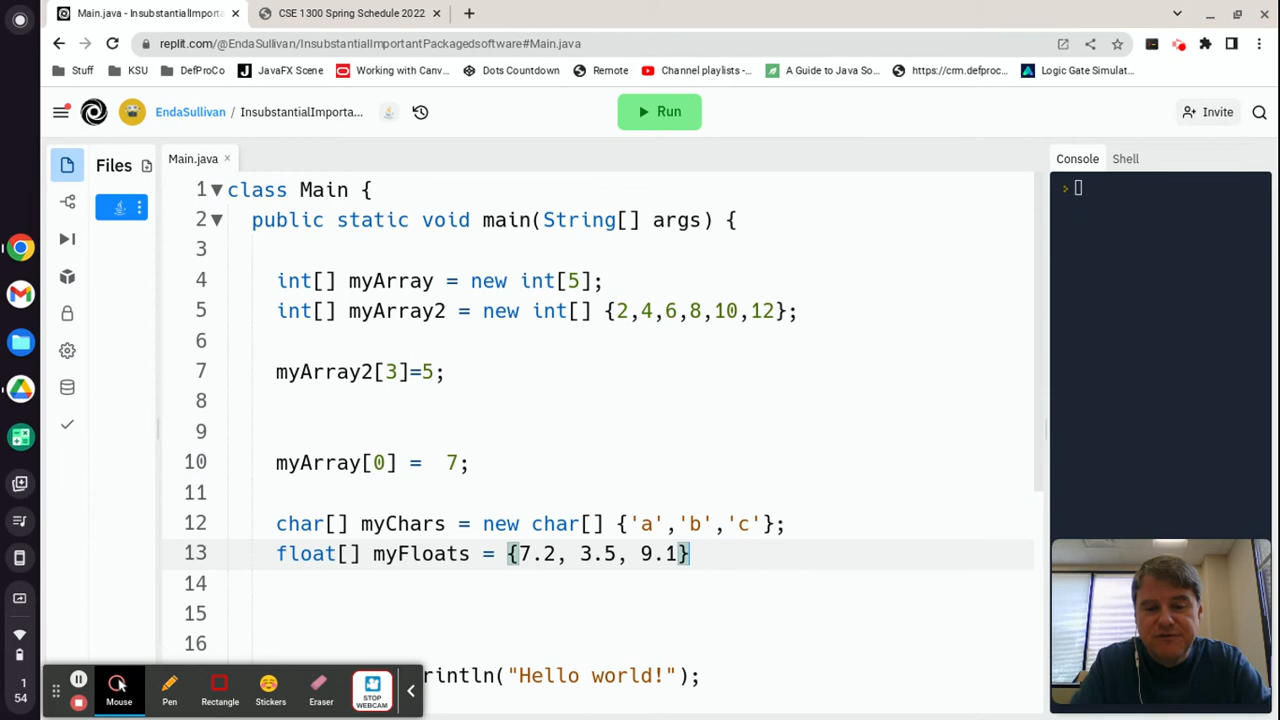 Main.java - InsubstantialImporta
CSE 1300 Spring Schedule 2022
replit.com/@EndaSullivan/InsubstantialImportantPackagedsoftware#Main.java
Stuff KSU DefProCo JavaFX Scene Working with Canv... Dots Countdown Remote Channel playlists -... A Guide to Java So... https://crm.defproc... Logic Gate Simulat...
EndaSullivan / InsubstantialImporta... Run Invite
Files Main.java Console Shell
1 class Main {
2 public static void main(String[] args) {
3
4 int[] myArray = new int[5];
5 int[] myArray2 = new int[] {2,4,6,8,10,12};
6
7 myArray2[3]=5;
8
9
10 myArray[0] =  7;
11
12 char[] myChars = new char[] {'a','b','c'};
13 float[] myFloats = {7.2, 3.5, 9.1}
14
15
16
rintln("Hello world!");
Mouse Pen Rectangle Stickers Eraser STOP WEBCAM
1
54